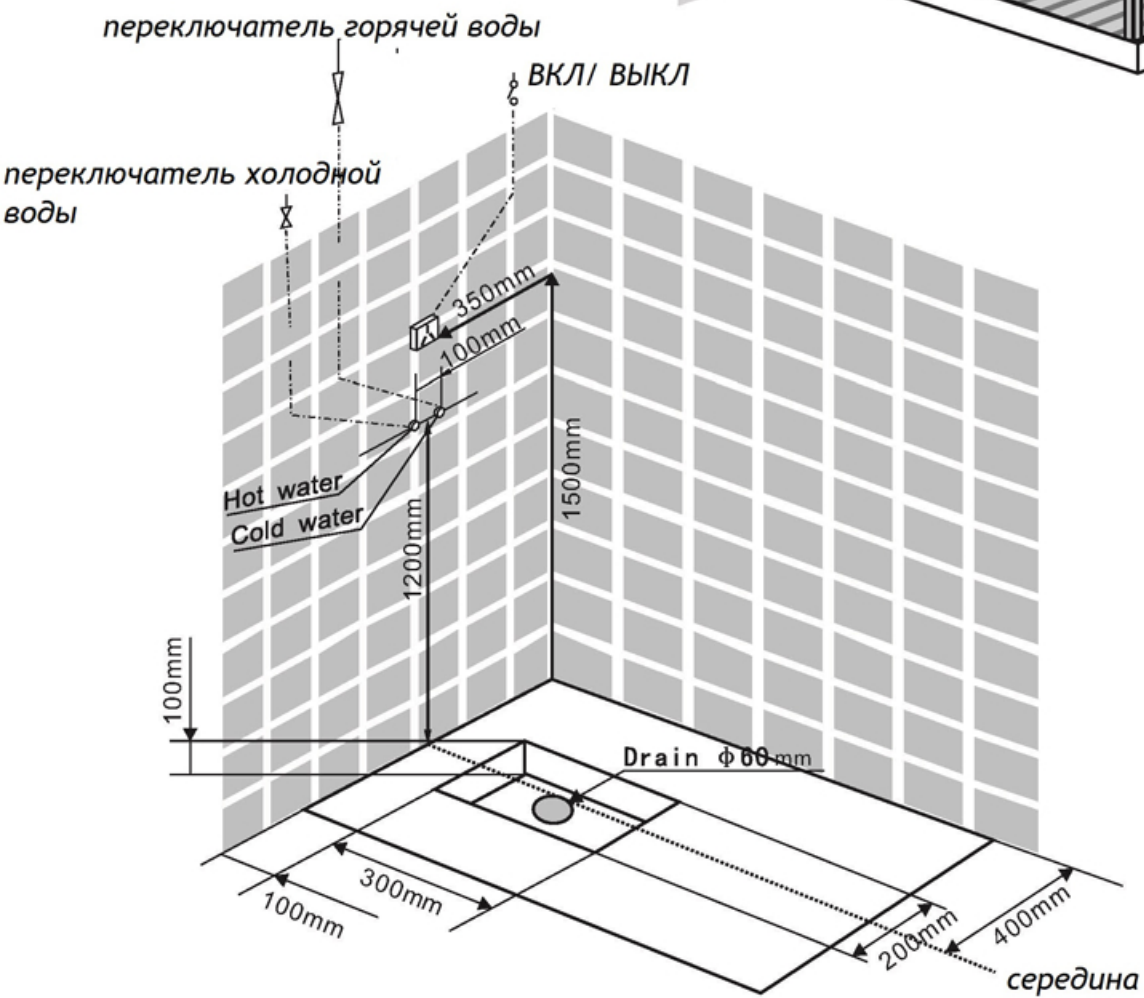 переключатель горячей воды
ВКЛ/ ВЫКЛ
переключатель холодной
воды
350mm
100mm
1500mm
Hot water
Cold water
1200mm
100mm
Drain ф60mm
300mm
100mm
200mm
400mm
середина